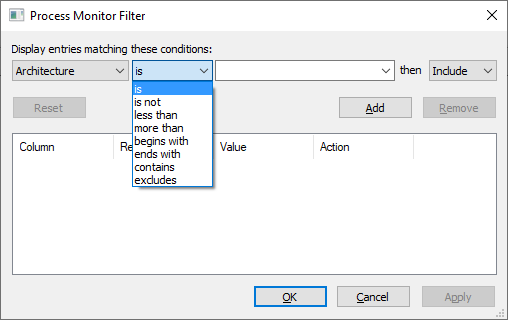 Process Monitor Filter
Display entries matching these conditions:
Architecture is then Include
Reset Add Remove
is
is not
less than
more than
begins with
ends with
contains
excludes
Column Re Value Action
OK Cancel Apply